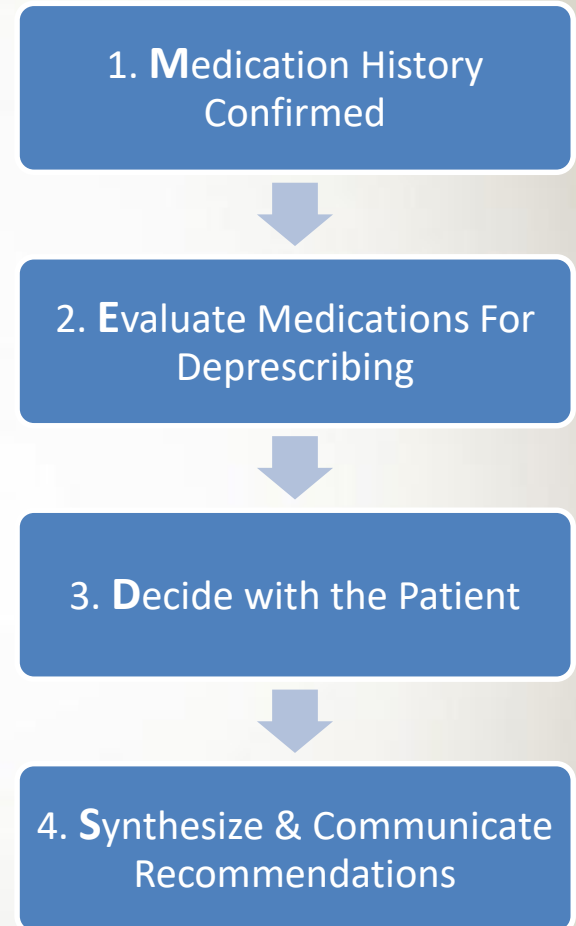 1. Medication History
Confirmed
2. Evaluate Medications For
Deprescribing
3. Decide with the Patient
4. Synthesize & Communicate
Recommendations